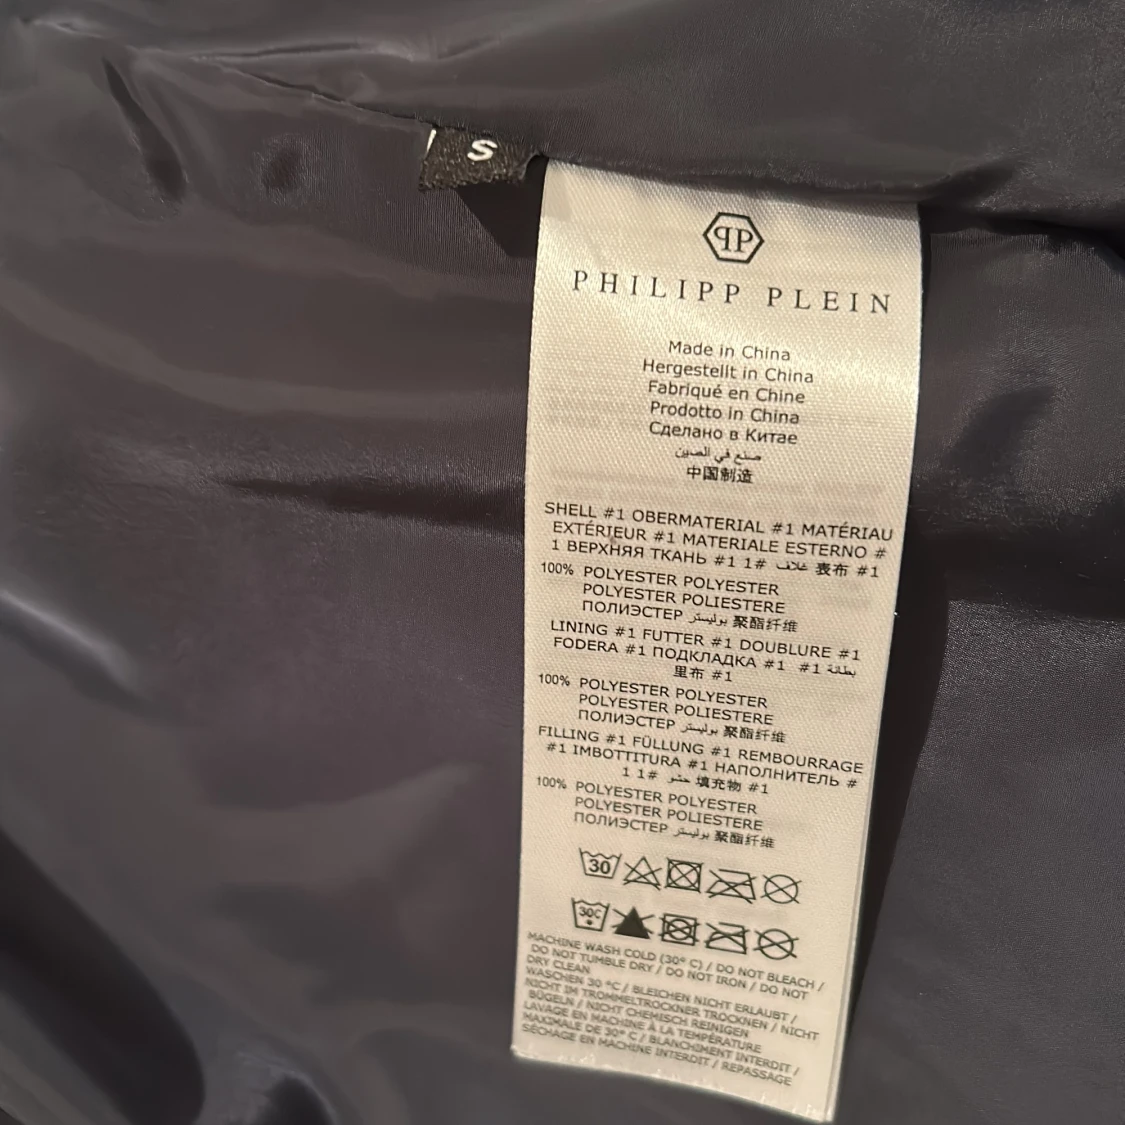 S
PHILIPP PLEIN
Made in China
Hergestellt in China
Fabriqué en Chine
Prodotto in China
Сделано в Китае
صنع في الصين
中国制造
SHELL #1 OBERMATERIAL #1 MATÉRIAU
EXTÉRIEUR #1 MATERIALE ESTERNO #
1 ВЕРХНЯЯ ТКАНЬ #1 1# غلاف 表布 #1
100% POLYESTER POLYESTER
POLYESTER POLIESTERE
ПОЛИЭСТЕР بوليستر 聚酯纤维
LINING #1 FUTTER #1 DOUBLURE #1
FODERA #1 ПОДКЛАДКА #1 #1 بطانة
里布 #1
100% POLYESTER POLYESTER
POLYESTER POLIESTERE
ПОЛИЭСТЕР بوليستر 聚酯纤维
FILLING #1 FÜLLUNG #1 REMBOURRAGE
#1 IMBOTTITURA #1 НАПОЛНИТЕЛЬ #
1 1# حشو 填充物 #1
100% POLYESTER POLYESTER
POLYESTER POLIESTERE
ПОЛИЭСТЕР بوليستر 聚酯纤维
30
30C
MACHINE WASH COLD (30° C) / DO NOT BLEACH /
DO NOT TUMBLE DRY / DO NOT IRON / DO NOT
DRY CLEAN
WASCHEN 30 °C / BLEICHEN NICHT ERLAUBT /
NICHT IM TROMMELTROCKNER TROCKNEN / NICHT
BÜGELN / NICHT CHEMISCH REINIGEN
LAVAGE EN MACHINE À LA TEMPÉRATURE
MAXIMALE DE 30° C / BLANCHIMENT INTERDIT /
SÉCHAGE EN MACHINE INTERDIT / REPASSAGE